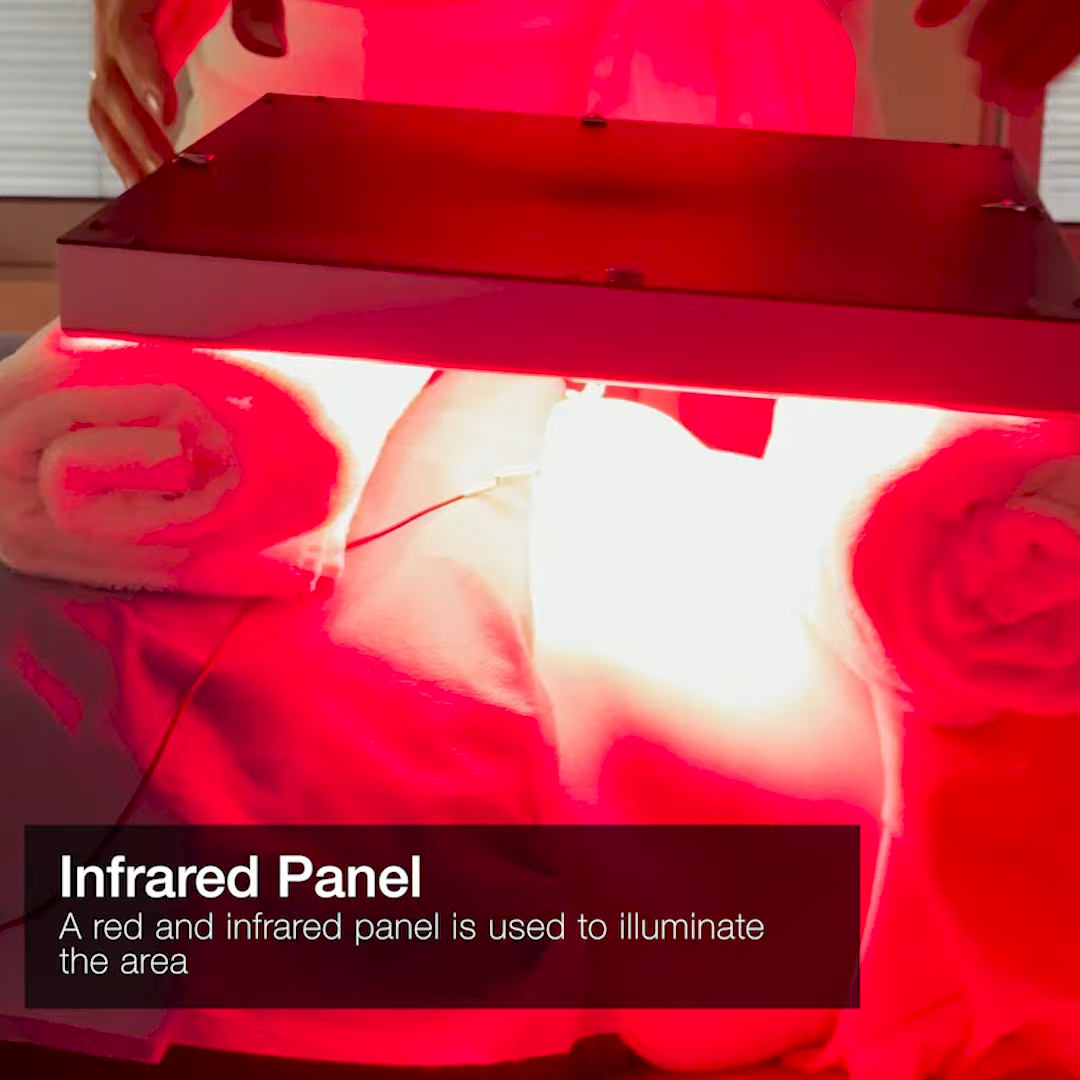 Infrared Panel
A red and infrared panel is used to illuminate
the area